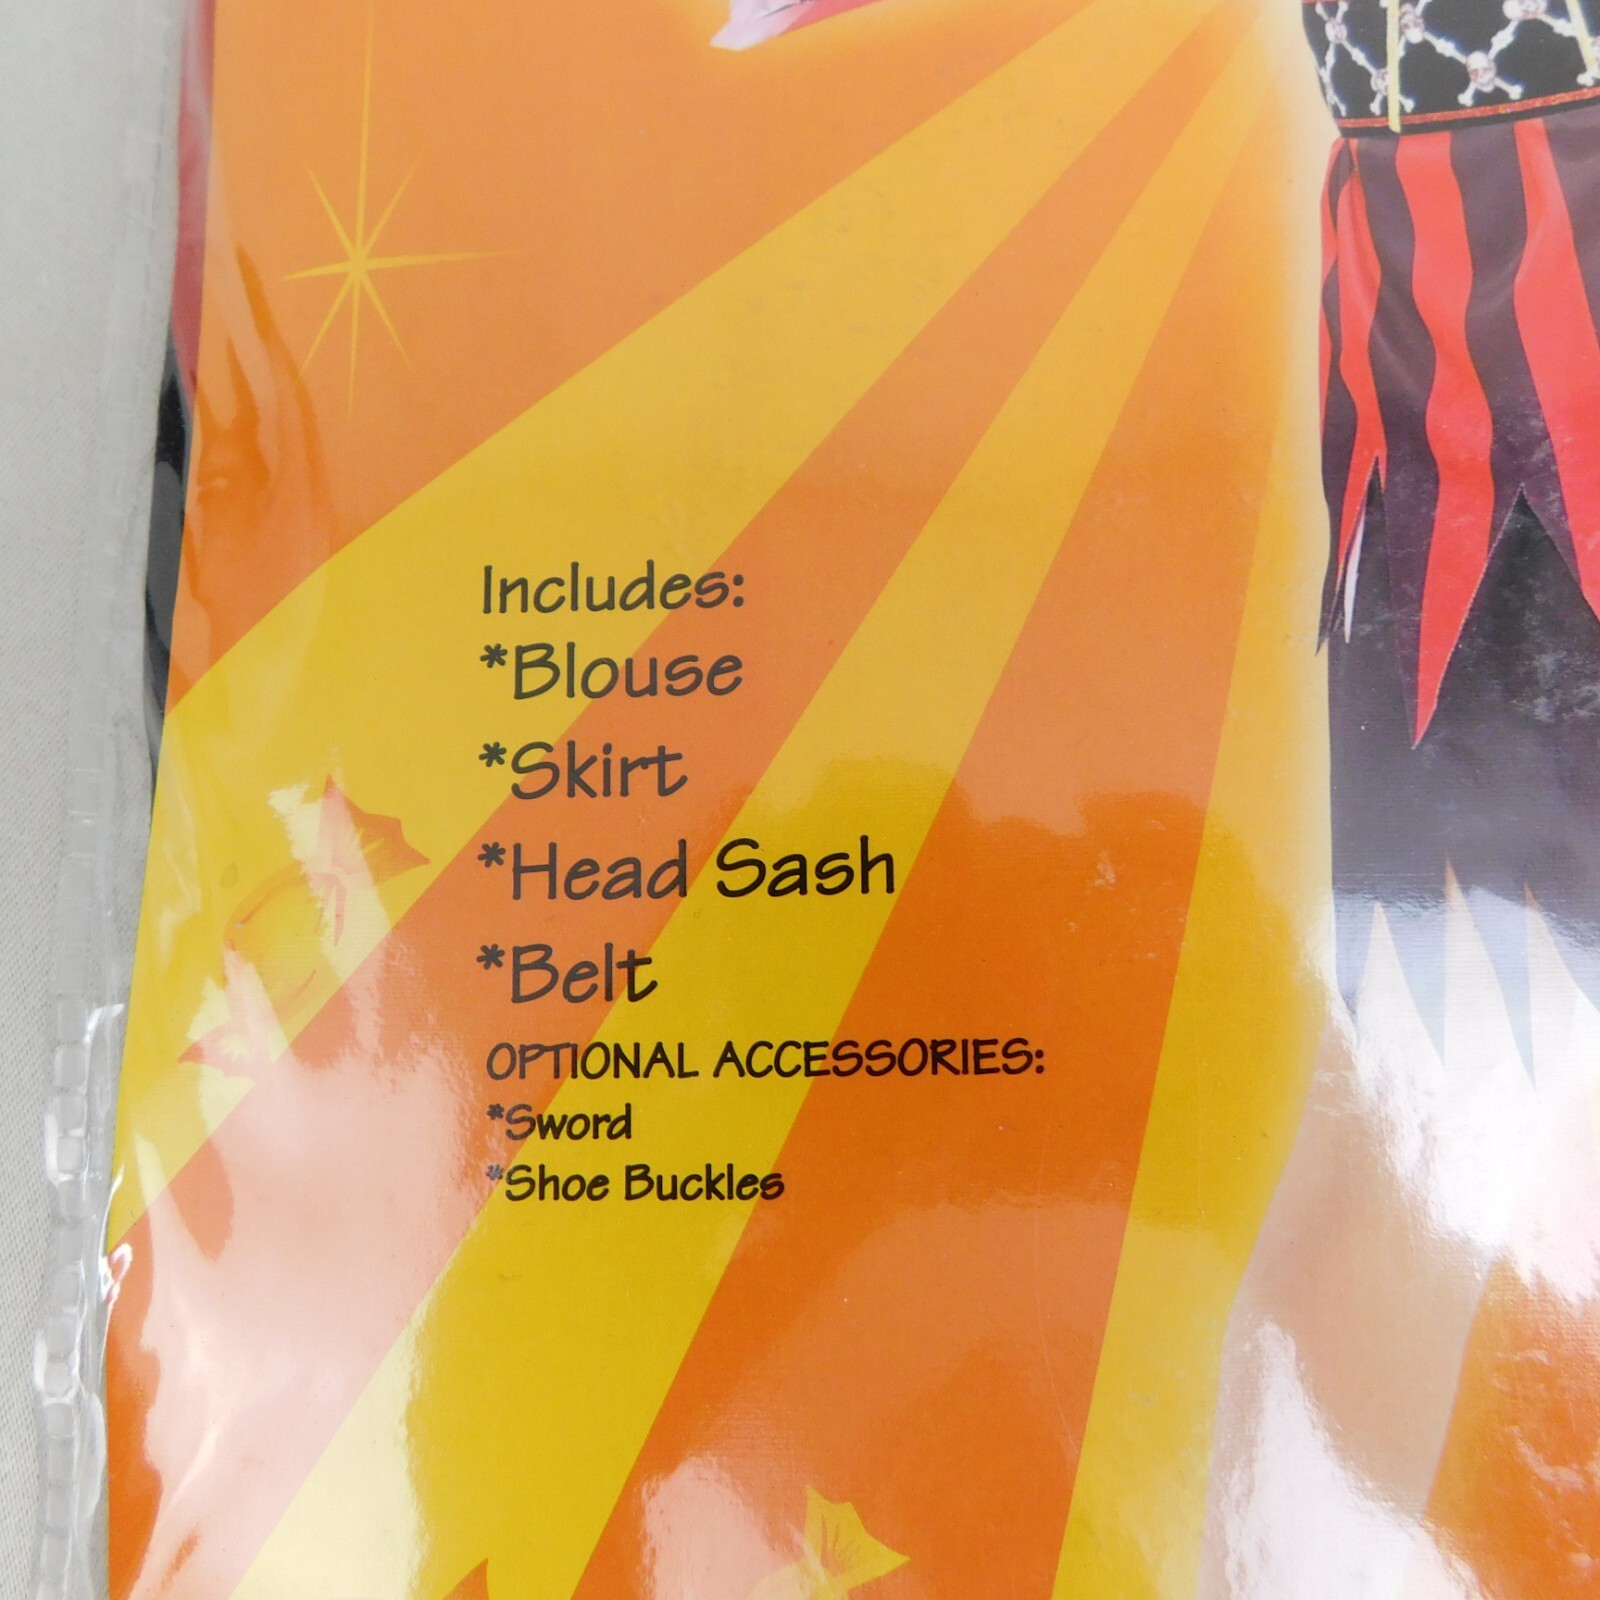 Includes:
*Blouse
*Skirt
*Head Sash
*Belt
OPTIONAL ACCESSORIES:
*Sword
*Shoe Buckles